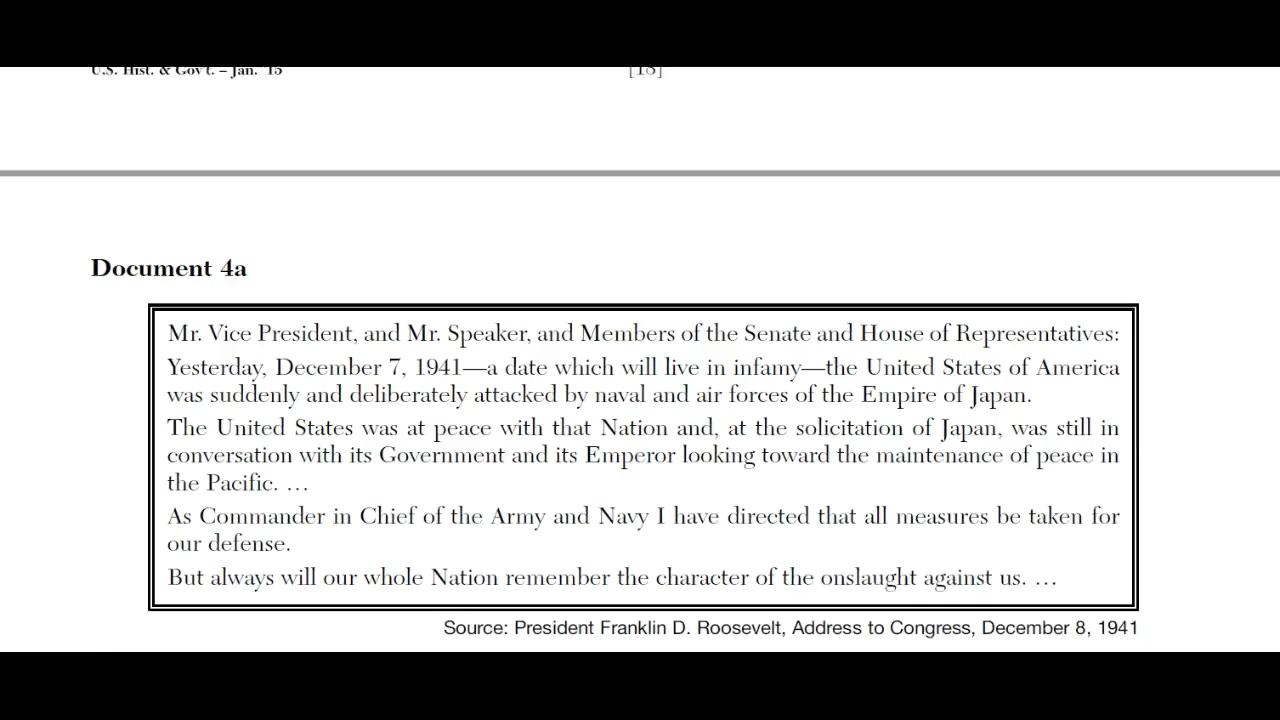 U.S. Hist. & Gov't. – Jan. '15 [18]
Document 4a
Mr. Vice President, and Mr. Speaker, and Members of the Senate and House of Representatives:
Yesterday, December 7, 1941—a date which will live in infamy—the United States of America
was suddenly and deliberately attacked by naval and air forces of the Empire of Japan.
The United States was at peace with that Nation and, at the solicitation of Japan, was still in
conversation with its Government and its Emperor looking toward the maintenance of peace in
the Pacific. …
As Commander in Chief of the Army and Navy I have directed that all measures be taken for
our defense.
But always will our whole Nation remember the character of the onslaught against us. …
Source: President Franklin D. Roosevelt, Address to Congress, December 8, 1941